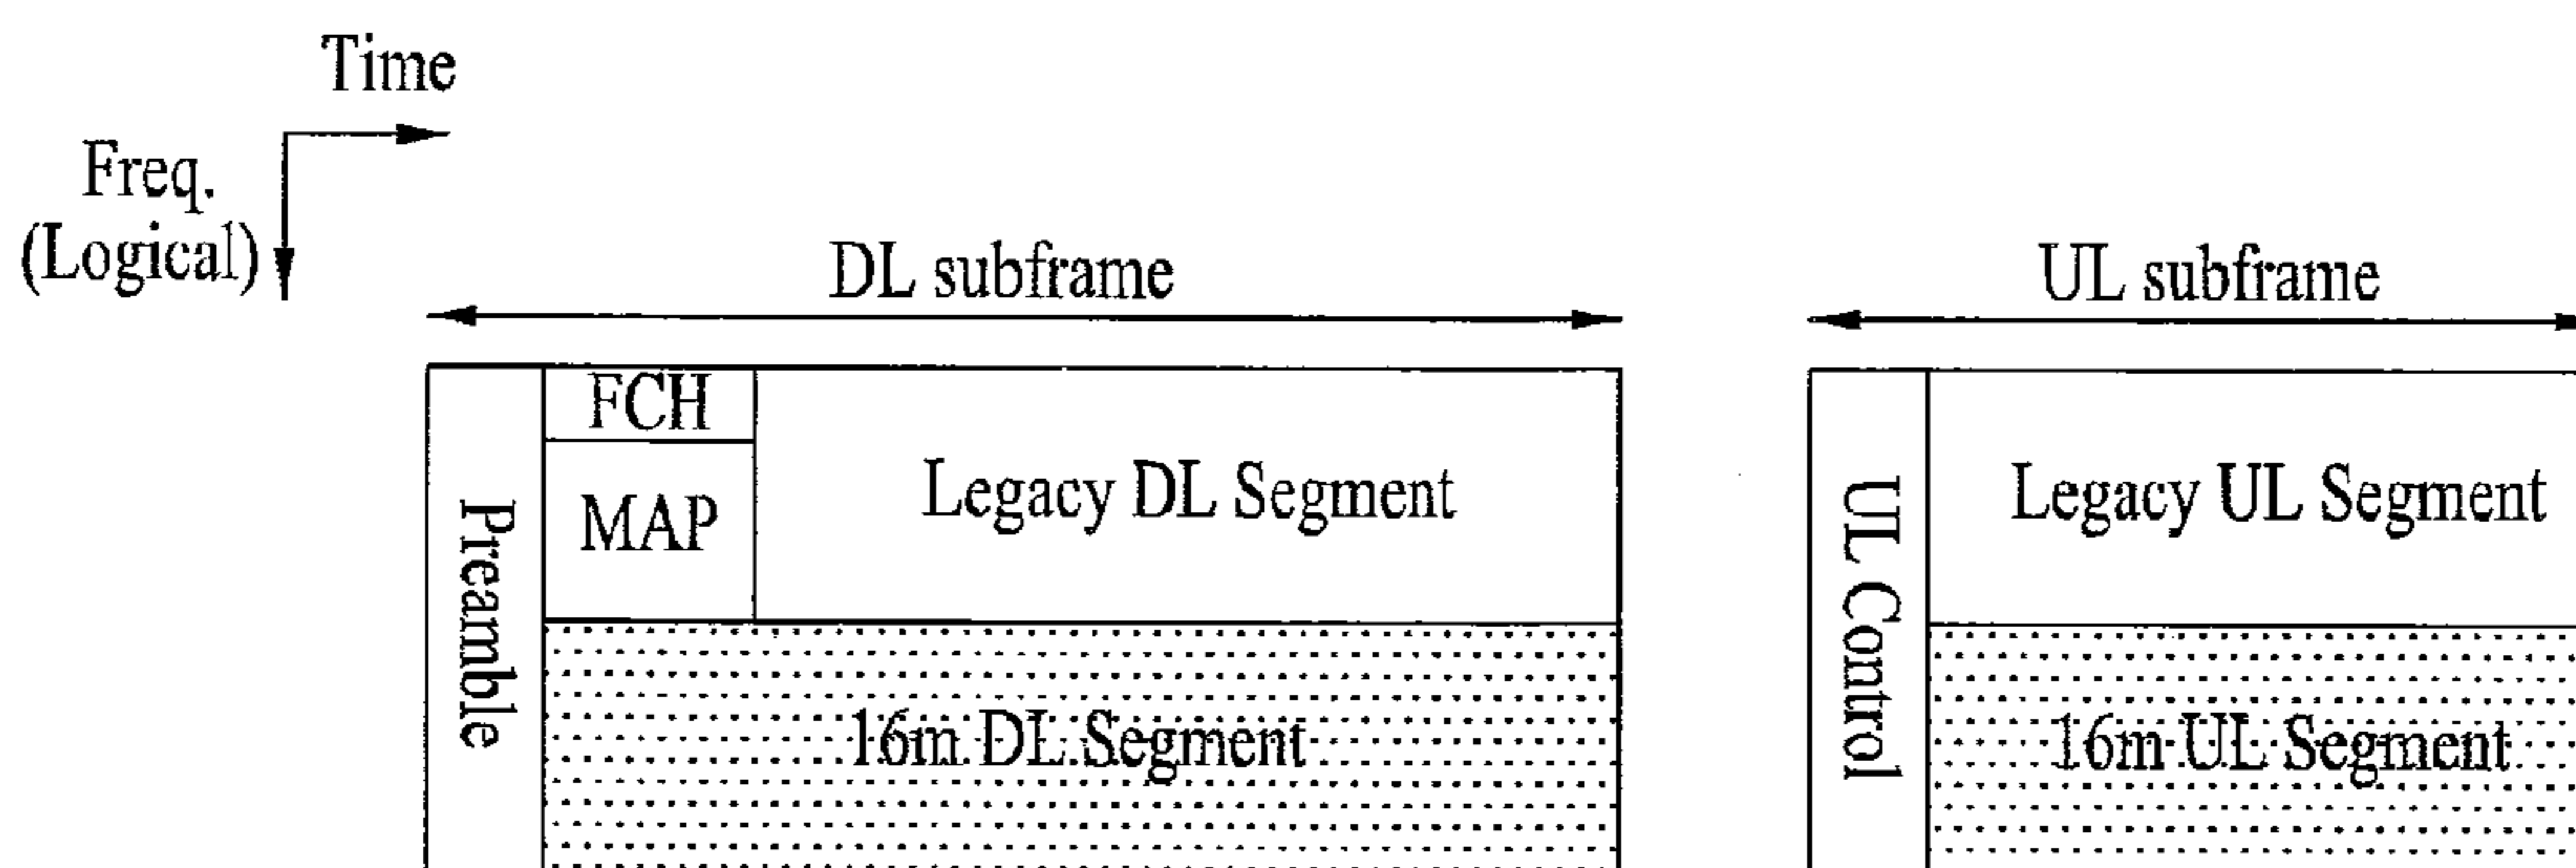 Time
Freq.
(Logical)
DL subframe
UL subframe
Preamble
FCH
MAP
Legacy DL Segment
16m DL Segment
UL Control
Legacy UL Segment
16m UL Segment